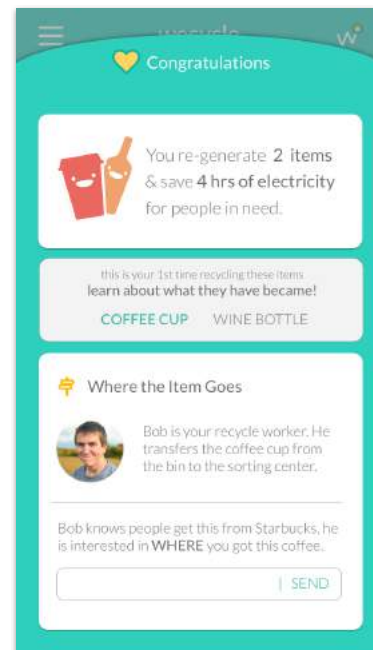 wecycle
w
Congratulations
You re-generate 2 items
& save 4 hrs of electricity
for people in need.
this is your 1st time recycling these items
learn about what they have became!
COFFEE CUP WINE BOTTLE
Where the Item Goes
Bob is your recycle worker. He
transfers the coffee cup from
the bin to the sorting center.
Bob knows people get this from Starbucks, he
is interested in WHERE you got this coffee.
| SEND